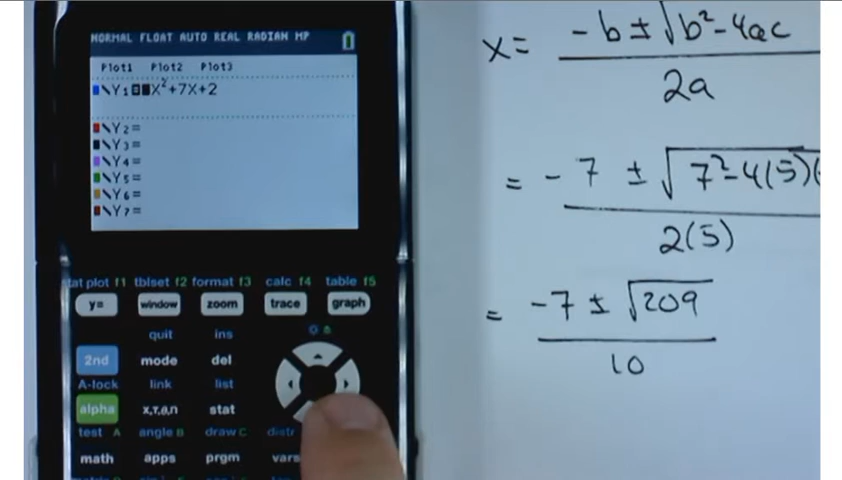 NORMAL FLOAT AUTO REAL RADIAN MP
Plot1 Plot2 Plot3
\Y1= X²+7X+2
\Y2=
\Y3=
\Y4=
\Y5=
\Y6=
\Y7=
stat plot f1 tblset f2 format f3 calc f4 table f5
y= window zoom trace graph
quit ins
2nd mode del
A-lock link list
alpha x,τ,θ,n stat
test A angle B draw C distr
math apps prgm vars
x= (-b ± √(b²-4ac))/(2a)
= (-7 ± √(7²-4(5)(-))/(2(5))
= (-7 ± √209)/10